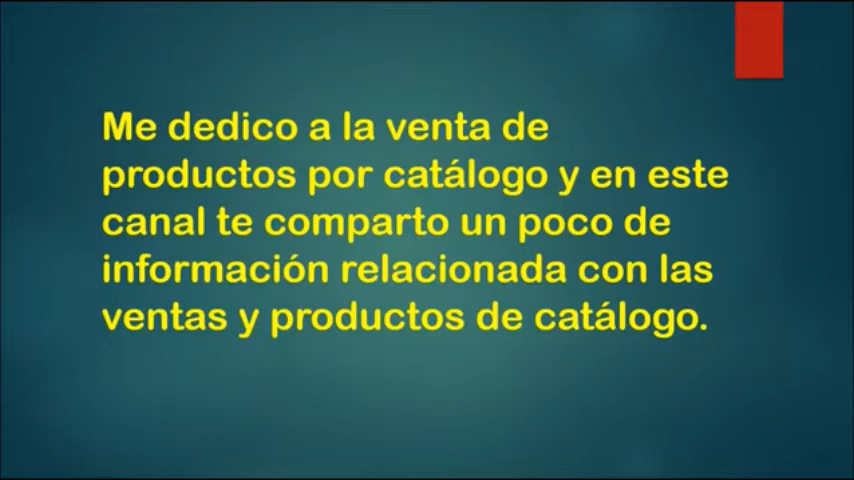 Me dedico a la venta de
productos por catálogo y en este
canal te comparto un poco de
información relacionada con las
ventas y productos de catálogo.